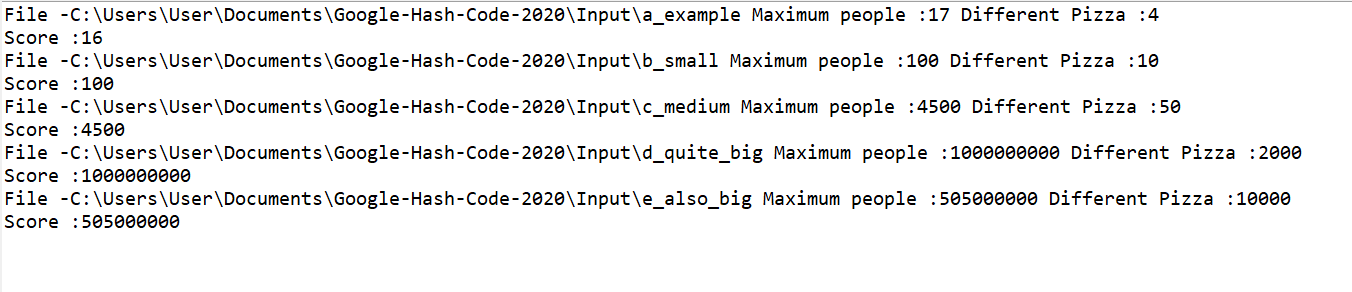 File -C:\Users\User\Documents\Google-Hash-Code-2020\Input\a_example Maximum people :17 Different Pizza :4
Score :16
File -C:\Users\User\Documents\Google-Hash-Code-2020\Input\b_small Maximum people :100 Different Pizza :10
Score :100
File -C:\Users\User\Documents\Google-Hash-Code-2020\Input\c_medium Maximum people :4500 Different Pizza :50
Score :4500
File -C:\Users\User\Documents\Google-Hash-Code-2020\Input\d_quite_big Maximum people :1000000000 Different Pizza :2000
Score :1000000000
File -C:\Users\User\Documents\Google-Hash-Code-2020\Input\e_also_big Maximum people :505000000 Different Pizza :10000
Score :505000000